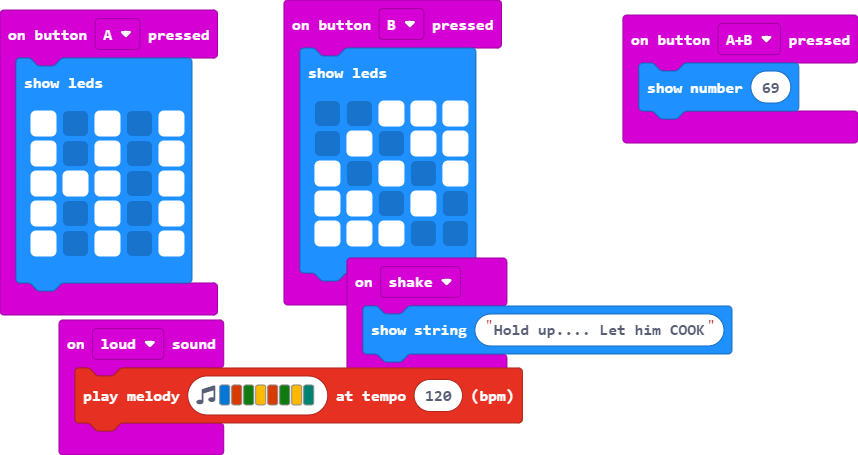 on button A pressed
show leds
on button B pressed
show leds
on button A+B pressed
show number 69
on shake
show string "Hold up.... Let him COOK"
on loud sound
play melody at tempo 120 (bpm)